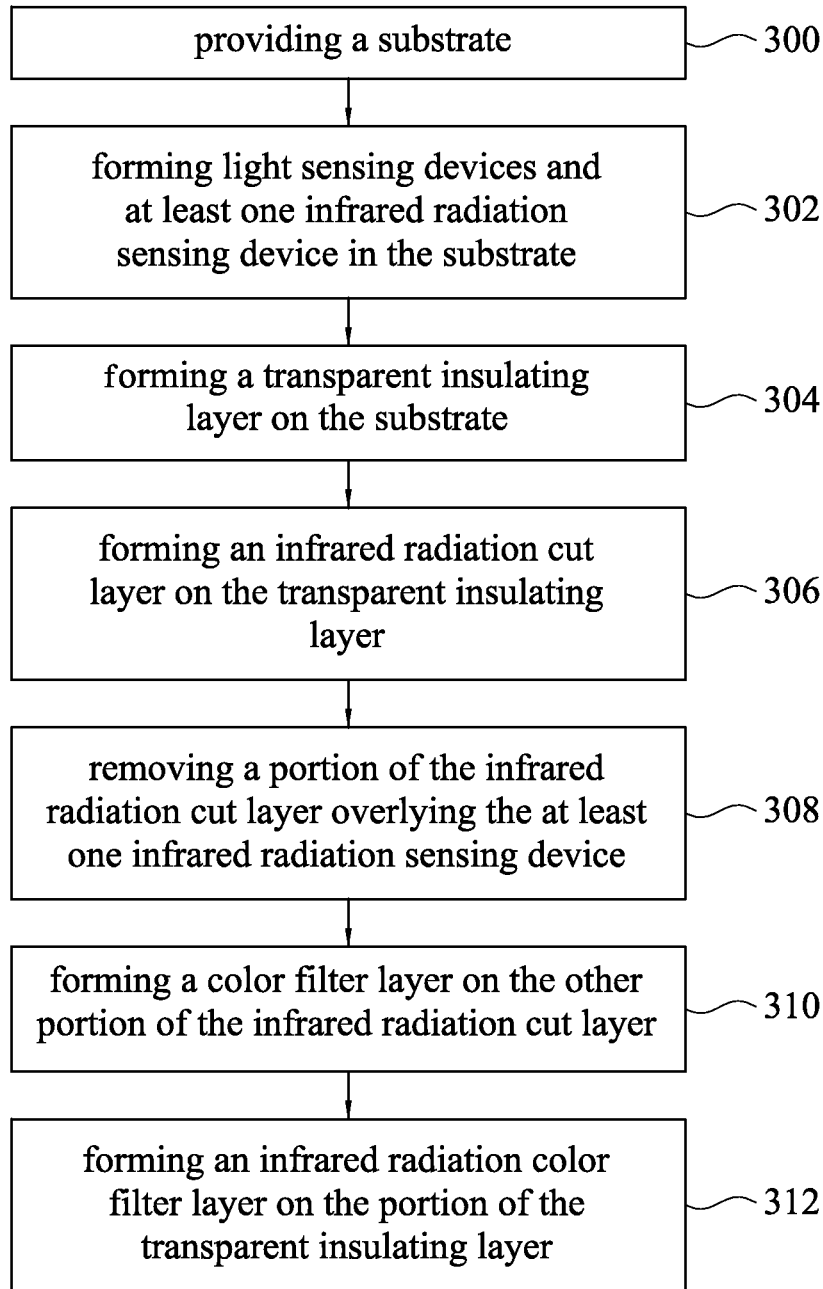 providing a substrate
300
forming light sensing devices and
at least one infrared radiation
sensing device in the substrate
302
forming a transparent insulating
layer on the substrate
304
forming an infrared radiation cut
layer on the transparent insulating
layer
306
removing a portion of the infrared
radiation cut layer overlying the at least
one infrared radiation sensing device
308
forming a color filter layer on the other
portion of the infrared radiation cut layer
310
forming an infrared radiation color
filter layer on the portion of the
transparent insulating layer
312